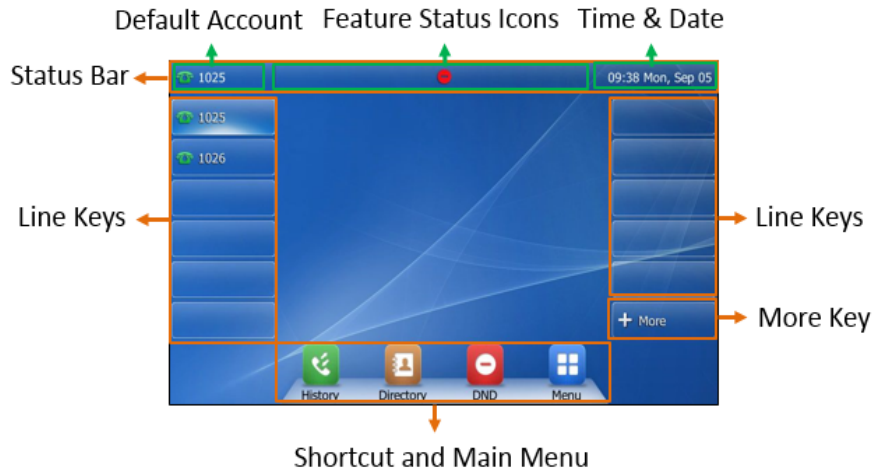 Default Account Feature Status Icons Time & Date
Status Bar 1025 09:38 Mon, Sep 05
1025
1026
Line Keys Line Keys
+ More More Key
History Directory DND Menu
Shortcut and Main Menu